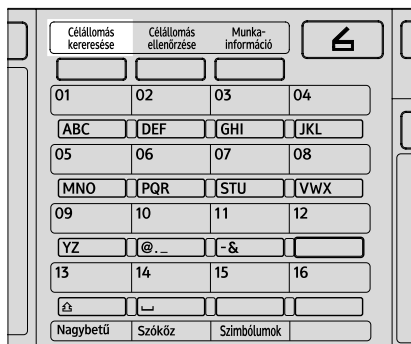 Célállomás Célállomás Munka-
kereresése ellenőrzése információ
01 02 03 04
ABC DEF GHI JKL
05 06 07 08
MNO PQR STU VWX
09 10 11 12
YZ @._ -&
13 14 15 16
Nagybetű Szóköz Szimbólumok